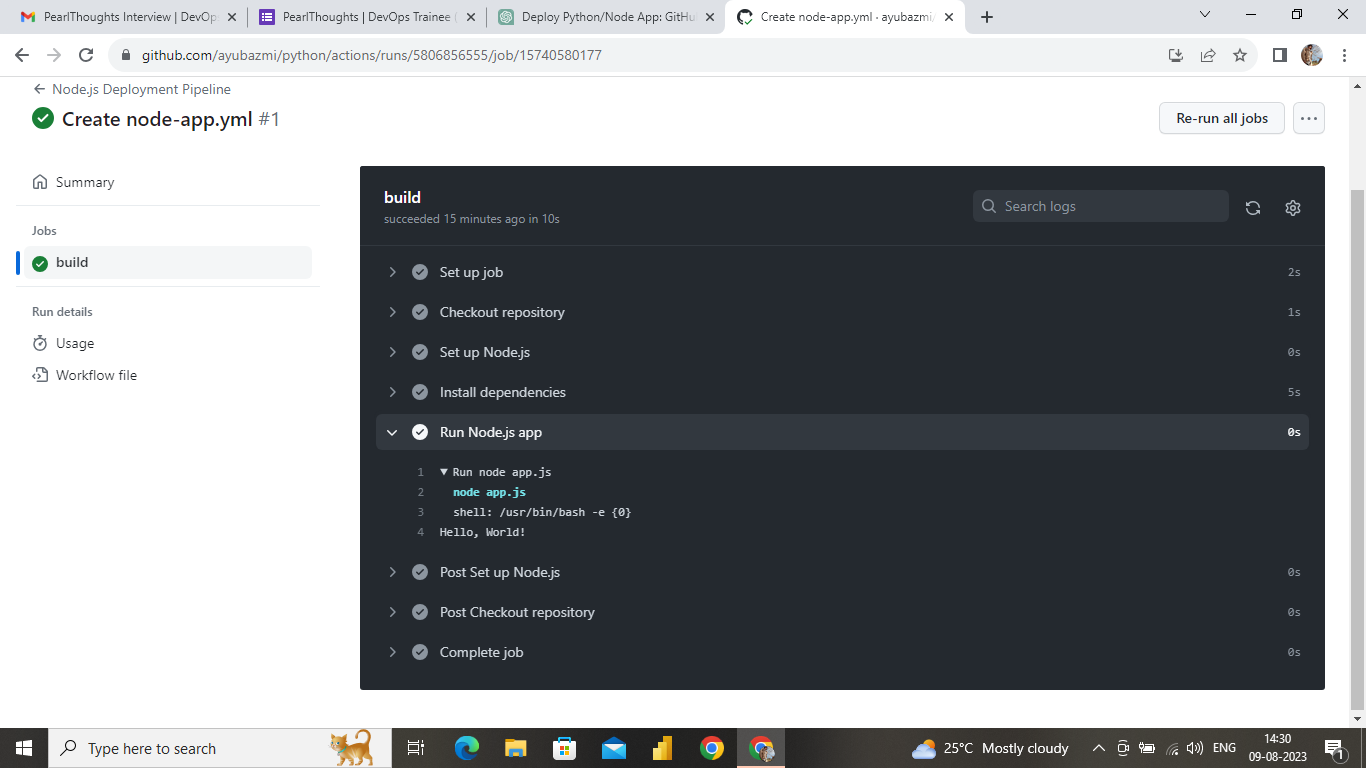 PearlThoughts Interview | DevOp
PearlThoughts | DevOps Trainee (
Deploy Python/Node App: GitHu
Create node-app.yml · ayubazmi/
github.com/ayubazmi/python/actions/runs/5806856555/job/15740580177
Node.js Deployment Pipeline
Create node-app.yml #1
Re-run all jobs
Summary
Jobs
build
Run details
Usage
Workflow file
build
succeeded 15 minutes ago in 10s
Search logs
Set up job 2s
Checkout repository 1s
Set up Node.js 0s
Install dependencies 5s
Run Node.js app 0s
1 Run node app.js
2 node app.js
3 shell: /usr/bin/bash -e {0}
4 Hello, World!
Post Set up Node.js 0s
Post Checkout repository 0s
Complete job 0s
Type here to search
25°C Mostly cloudy
ENG
14:30
09-08-2023
1